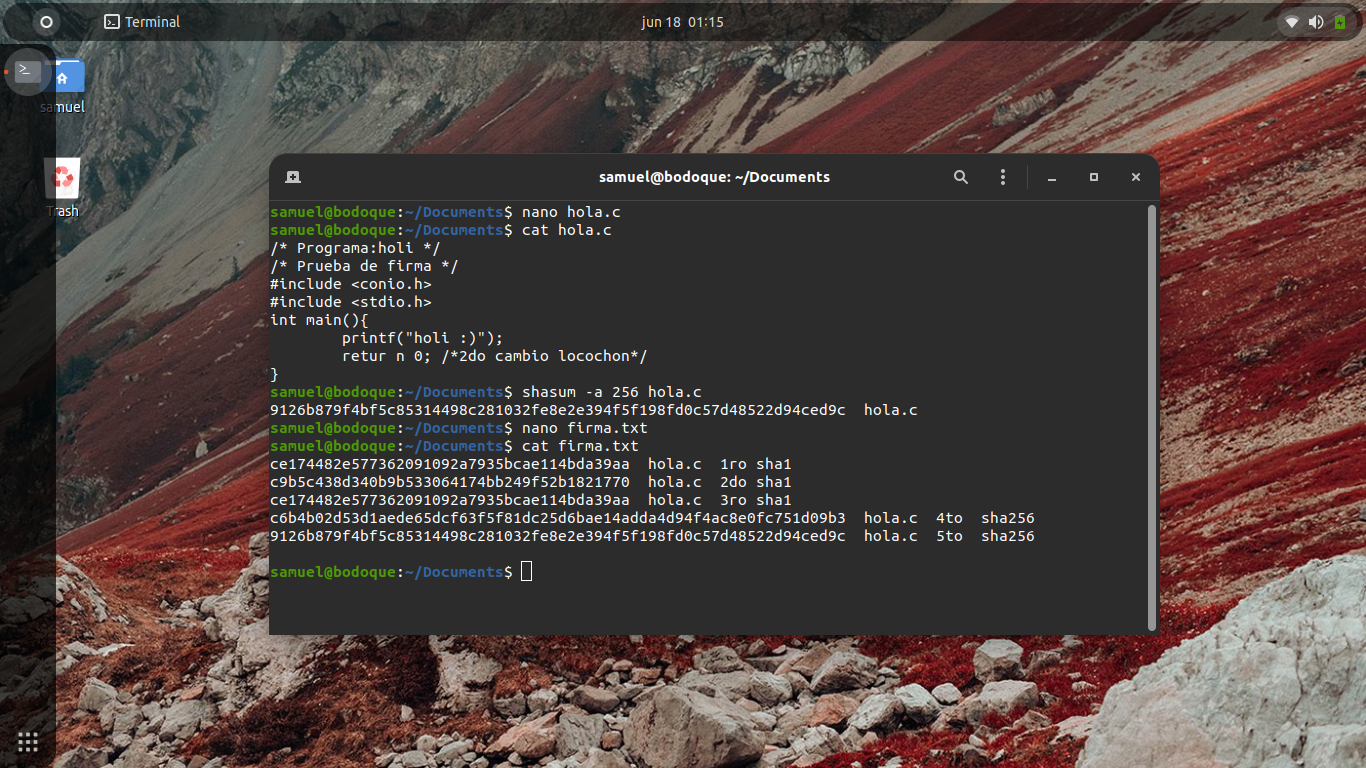 Terminal
jun 18 01:15
samuel
Trash
samuel@bodoque: ~/Documents
samuel@bodoque:~/Documents$ nano hola.c
samuel@bodoque:~/Documents$ cat hola.c
/* Programa:holi */
/* Prueba de firma */
#include <conio.h>
#include <stdio.h>
int main(){
        printf("holi :)");
        retur n 0; /*2do cambio locochon*/
}
samuel@bodoque:~/Documents$ shasum -a 256 hola.c
9126b879f4bf5c85314498c281032fe8e2e394f5f198fd0c57d48522d94ced9c  hola.c
samuel@bodoque:~/Documents$ nano firma.txt
samuel@bodoque:~/Documents$ cat firma.txt
ce174482e577362091092a7935bcae114bda39aa  hola.c  1ro sha1
c9b5c438d340b9b533064174bb249f52b1821770  hola.c  2do sha1
ce174482e577362091092a7935bcae114bda39aa  hola.c  3ro sha1
c6b4b02d53d1aede65dcf63f5f81dc25d6bae14adda4d94f4ac8e0fc751d09b3  hola.c  4to  sha256
9126b879f4bf5c85314498c281032fe8e2e394f5f198fd0c57d48522d94ced9c  hola.c  5to  sha256
samuel@bodoque:~/Documents$